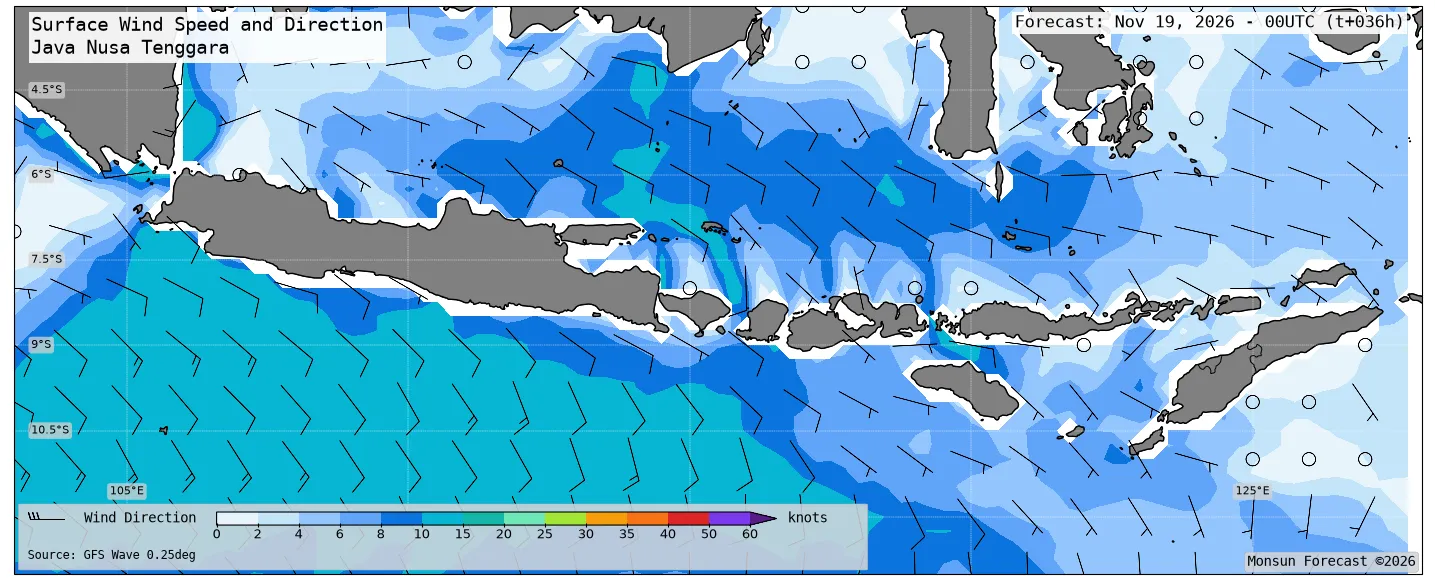 Surface Wind Speed and Direction
Java Nusa Tenggara
Forecast: Nov 19, 2026 - 00UTC (t+036h)
4.5°S
6°S
7.5°S
9°S
10.5°S
105°E
125°E
Wind Direction
0 2 4 6 8 10 15 20 25 30 35 40 50 60
knots
Source: GFS Wave 0.25deg
Monsun Forecast ©2026